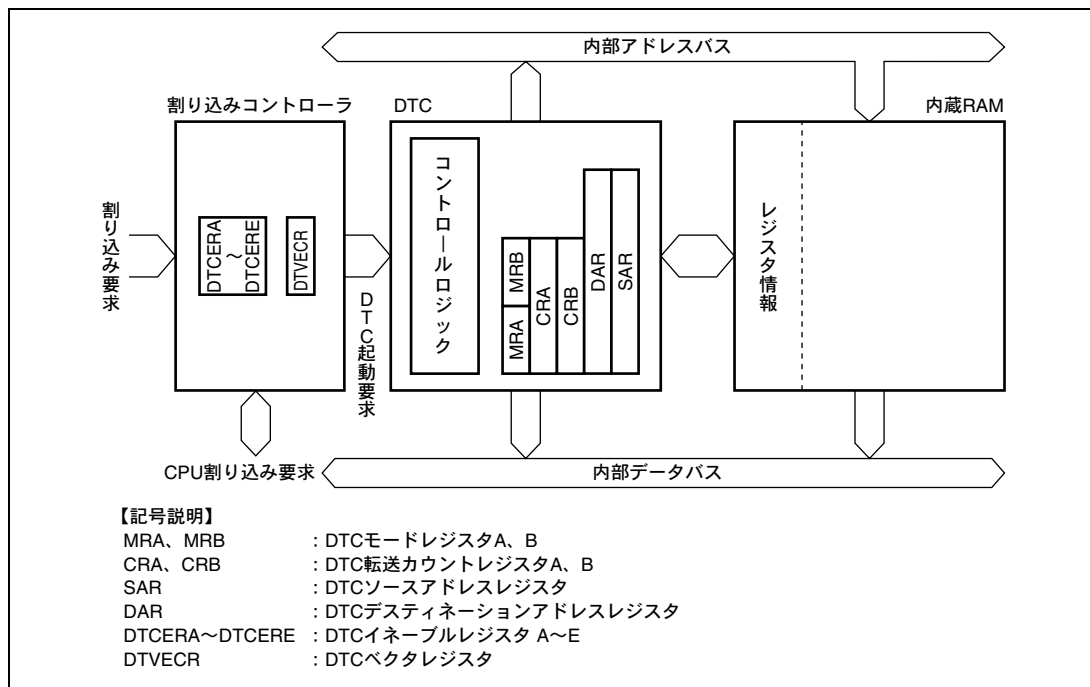 内部アドレスバス
割り込みコントローラ
DTC
内蔵RAM
割り込み要求
DTCERA
～
DTCERE
DTVECR
DTC起動要求
コントロールロジック
MRA
MRB
CRA
CRB
DAR
SAR
レジスタ情報
CPU割り込み要求
内部データバス
【記号説明】
MRA、MRB : DTCモードレジスタA、B
CRA、CRB : DTC転送カウントレジスタA、B
SAR : DTCソースアドレスレジスタ
DAR : DTCデスティネーションアドレスレジスタ
DTCERA～DTCERE : DTCイネーブルレジスタ A～E
DTVECR : DTCベクタレジスタ